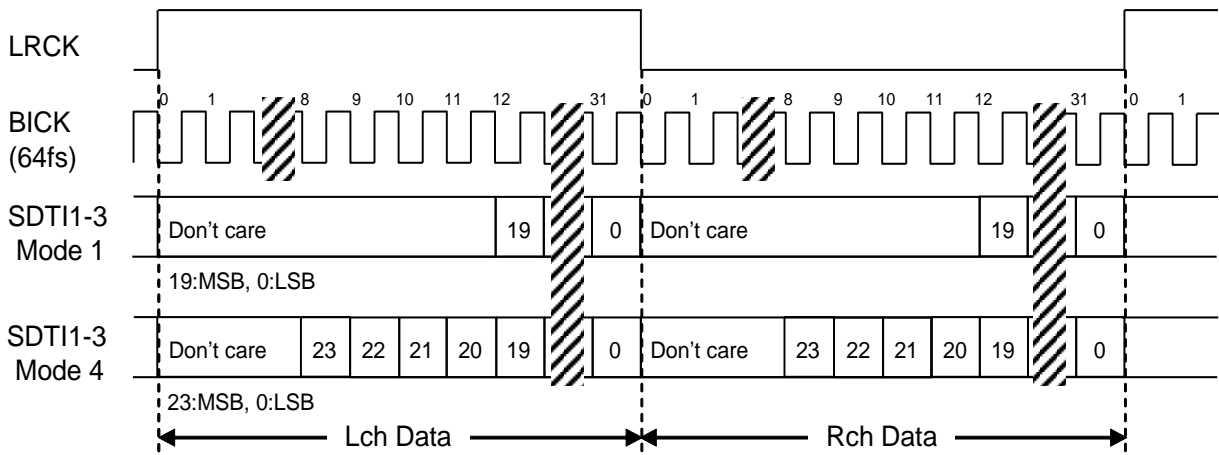 LRCK
0 1 8 9 10 11 12 31 0 1 8 9 10 11 12 31 0 1
BICK
(64fs)
SDTI1-3
Mode 1
Don't care 19 0 Don't care 19 0
19:MSB, 0:LSB
SDTI1-3
Mode 4
Don't care 23 22 21 20 19 0 Don't care 23 22 21 20 19 0
23:MSB, 0:LSB
Lch Data Rch Data